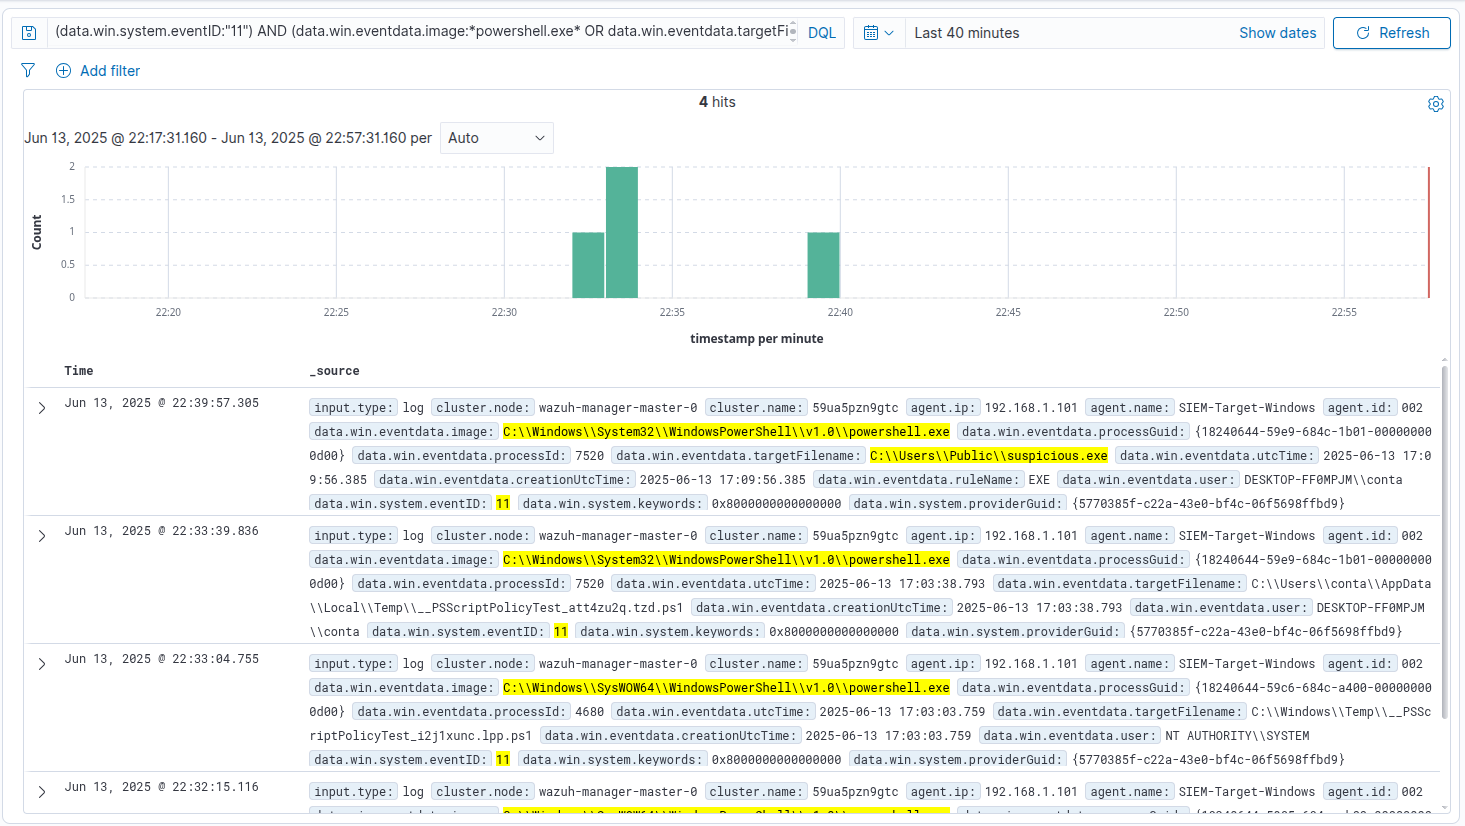 (data.win.system.eventID:"11") AND (data.win.eventdata.image:*powershell.exe* OR data.win.eventdata.targetFi
DQL
Last 40 minutes
Show dates
Refresh
Add filter
4 hits
Jun 13, 2025 @ 22:17:31.160 - Jun 13, 2025 @ 22:57:31.160 per
Auto
Count
2
1.5
1
0.5
0
22:20 22:25 22:30 22:35 22:40 22:45 22:50 22:55
timestamp per minute
Time _source
Jun 13, 2025 @ 22:39:57.305
input.type: log cluster.node: wazuh-manager-master-0 cluster.name: 59ua5pzn9gtc agent.ip: 192.168.1.101 agent.name: SIEM-Target-Windows agent.id: 002
data.win.eventdata.image: C:\\Windows\\System32\\WindowsPowerShell\\v1.0\\powershell.exe data.win.eventdata.processGuid: {18240644-59e9-684c-1b01-00000000
0d00} data.win.eventdata.processId: 7520 data.win.eventdata.targetFilename: C:\\Users\\Public\\suspicious.exe data.win.eventdata.utcTime: 2025-06-13 17:0
9:56.385 data.win.eventdata.creationUtcTime: 2025-06-13 17:09:56.385 data.win.eventdata.ruleName: EXE data.win.eventdata.user: DESKTOP-FF0MPJM\\conta
data.win.system.eventID: 11 data.win.system.keywords: 0x8000000000000000 data.win.system.providerGuid: {5770385f-c22a-43e0-bf4c-06f5698ffbd9}
Jun 13, 2025 @ 22:33:39.836
input.type: log cluster.node: wazuh-manager-master-0 cluster.name: 59ua5pzn9gtc agent.ip: 192.168.1.101 agent.name: SIEM-Target-Windows agent.id: 002
data.win.eventdata.image: C:\\Windows\\System32\\WindowsPowerShell\\v1.0\\powershell.exe data.win.eventdata.processGuid: {18240644-59e9-684c-1b01-00000000
0d00} data.win.eventdata.processId: 7520 data.win.eventdata.utcTime: 2025-06-13 17:03:38.793 data.win.eventdata.targetFilename: C:\\Users\\conta\\AppData
\\Local\\Temp\\__PSScriptPolicyTest_att4zu2q.tzd.ps1 data.win.eventdata.creationUtcTime: 2025-06-13 17:03:38.793 data.win.eventdata.user: DESKTOP-FF0MPJM
\\conta data.win.system.eventID: 11 data.win.system.keywords: 0x8000000000000000 data.win.system.providerGuid: {5770385f-c22a-43e0-bf4c-06f5698ffbd9}
Jun 13, 2025 @ 22:33:04.755
input.type: log cluster.node: wazuh-manager-master-0 cluster.name: 59ua5pzn9gtc agent.ip: 192.168.1.101 agent.name: SIEM-Target-Windows agent.id: 002
data.win.eventdata.image: C:\\Windows\\SysWOW64\\WindowsPowerShell\\v1.0\\powershell.exe data.win.eventdata.processGuid: {18240644-59c6-684c-a400-00000000
0d00} data.win.eventdata.processId: 4680 data.win.eventdata.utcTime: 2025-06-13 17:03:03.759 data.win.eventdata.targetFilename: C:\\Windows\\Temp\\__PSSc
riptPolicyTest_i2j1xunc.lpp.ps1 data.win.eventdata.creationUtcTime: 2025-06-13 17:03:03.759 data.win.eventdata.user: NT AUTHORITY\\SYSTEM
data.win.system.eventID: 11 data.win.system.keywords: 0x8000000000000000 data.win.system.providerGuid: {5770385f-c22a-43e0-bf4c-06f5698ffbd9}
Jun 13, 2025 @ 22:32:15.116
input.type: log cluster.node: wazuh-manager-master-0 cluster.name: 59ua5pzn9gtc agent.ip: 192.168.1.101 agent.name: SIEM-Target-Windows agent.id: 002